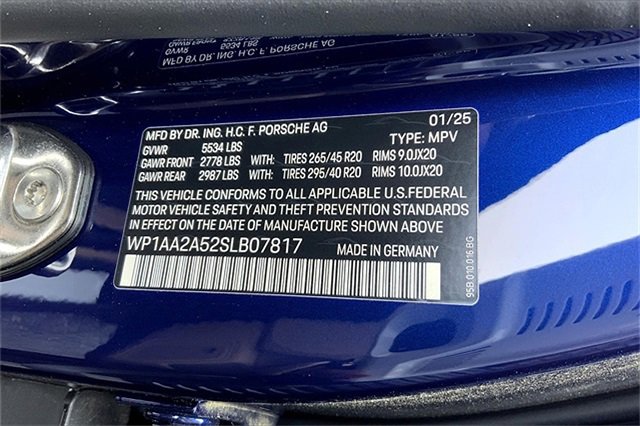 MFD BY DR. ING. H.C. F. PORSCHE AG 01/25
GVWR 5534 LBS TYPE: MPV
GAWR FRONT 2778 LBS WITH: TIRES 265/45 R20 RIMS 9.0JX20
GAWR REAR 2987 LBS WITH: TIRES 295/40 R20 RIMS 10.0JX20
THIS VEHICLE CONFORMS TO ALL APPLICABLE U.S.FEDERAL
MOTOR VEHICLE SAFETY AND THEFT PREVENTION STANDARDS
IN EFFECT ON THE DATE OF MANUFACTURE SHOWN ABOVE
WP1AA2A52SLB07817 MADE IN GERMANY
95B.010.016 BG